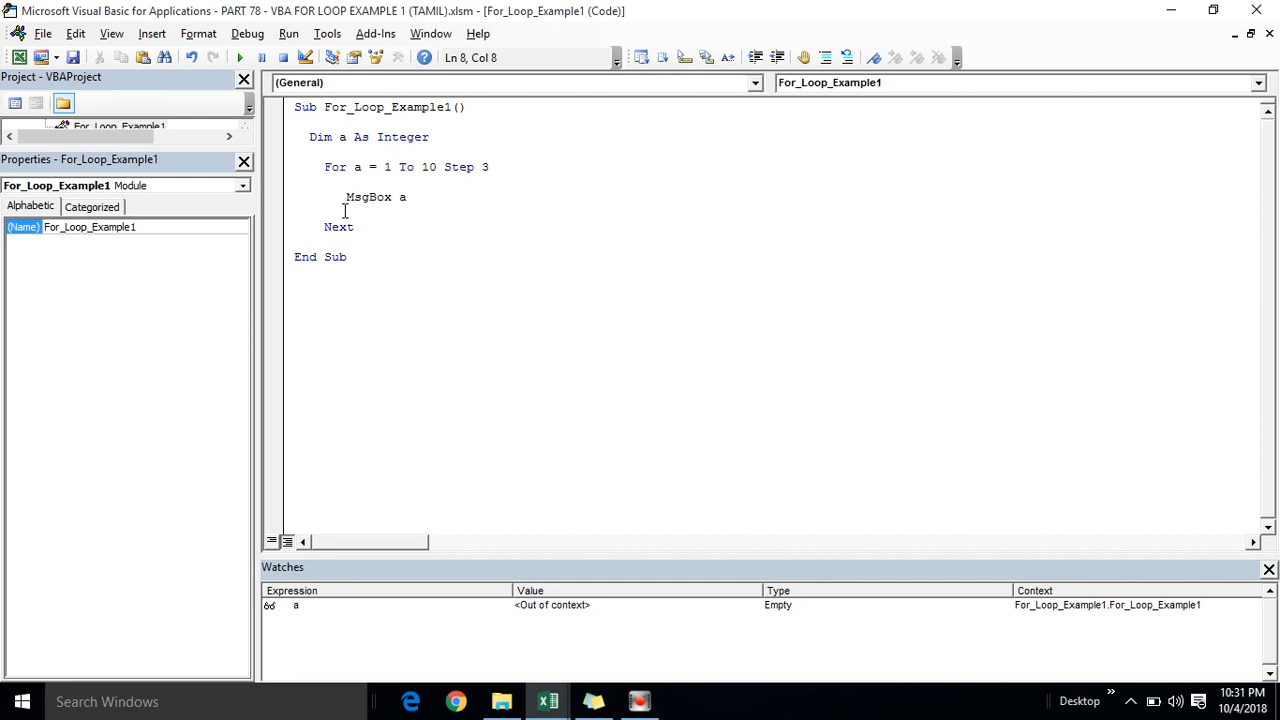 Microsoft Visual Basic for Applications - PART 78 - VBA FOR LOOP EXAMPLE 1 (TAMIL).xlsm - [For_Loop_Example1 (Code)]
File Edit View Insert Format Debug Run Tools Add-Ins Window Help
Ln 8, Col 8
Project - VBAProject
For_Loop_Example1
Properties - For_Loop_Example1
For_Loop_Example1 Module
Alphabetic Categorized
(Name) For_Loop_Example1
(General) For_Loop_Example1
Sub For_Loop_Example1()
Dim a As Integer
For a = 1 To 10 Step 3
MsgBox a
Next
End Sub
Watches
Expression Value Type Context
a <Out of context> Empty For_Loop_Example1.For_Loop_Example1
Search Windows
Desktop
10:31 PM
10/4/2018